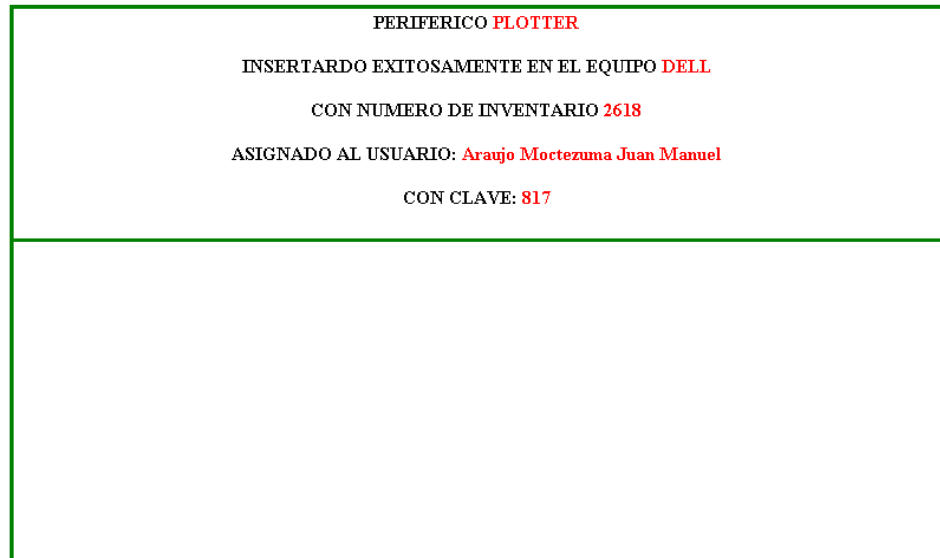 PERIFERICO PLOTTER
INSERTARDO EXITOSAMENTE EN EL EQUIPO DELL
CON NUMERO DE INVENTARIO 2618
ASIGNADO AL USUARIO: Araujo Moctezuma Juan Manuel
CON CLAVE: 817